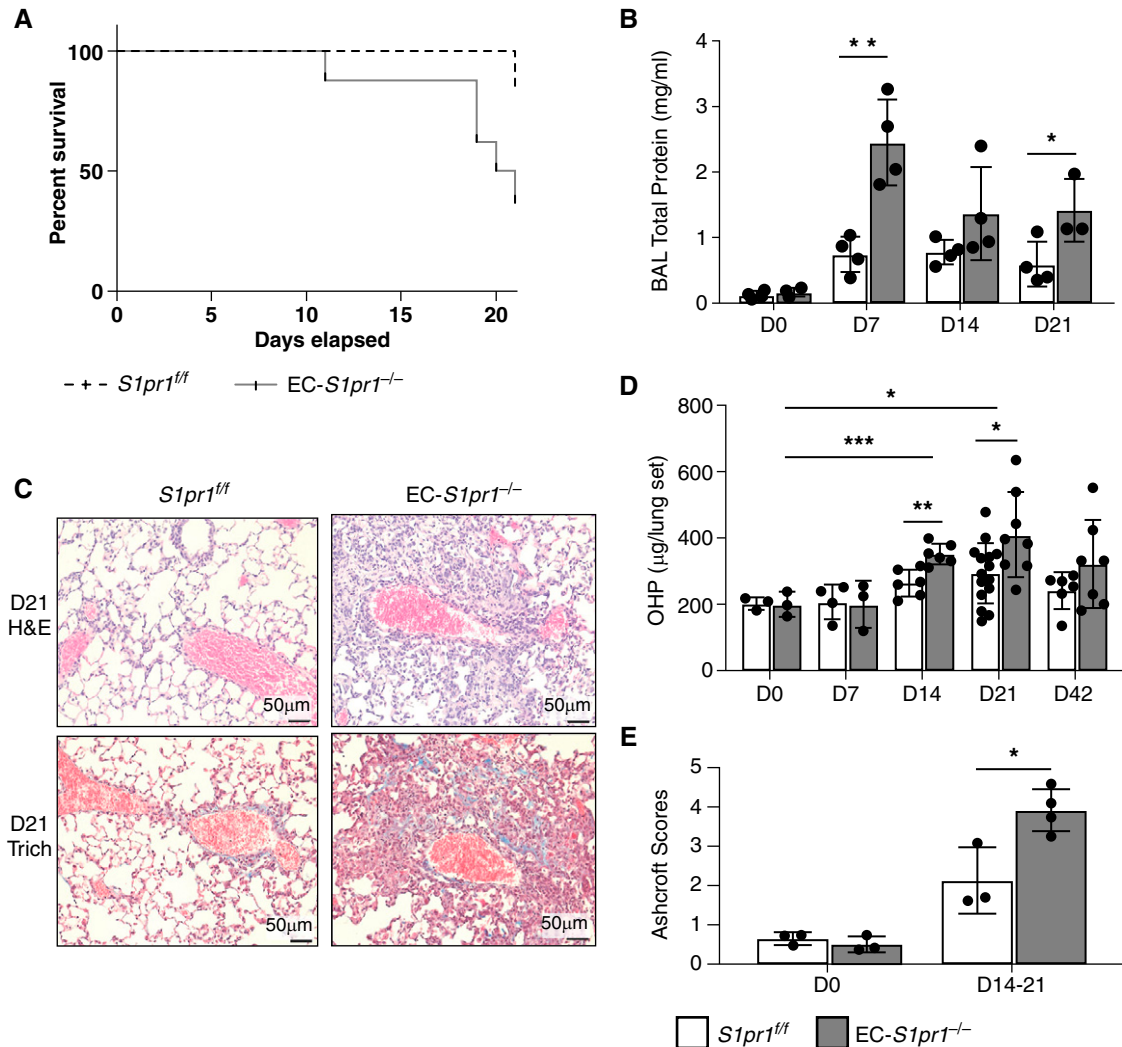 A
Percent survival
100
50
0
0 5 10 15 20
Days elapsed
S1pr1f/f EC-S1pr1–/–
B
BAL Total Protein (mg/ml)
4
3
2
1
0
** *
D0 D7 D14 D21
C
S1pr1f/f EC-S1pr1–/–
D21
H&E
50μm 50μm
D21
Trich
50μm 50μm
D
OHP (μg/lung set)
800
600
400
200
0
*
***
** *
D0 D7 D14 D21 D42
E
Ashcroft Scores
5
4
3
2
1
0
*
D0 D14-21
S1pr1f/f EC-S1pr1–/–